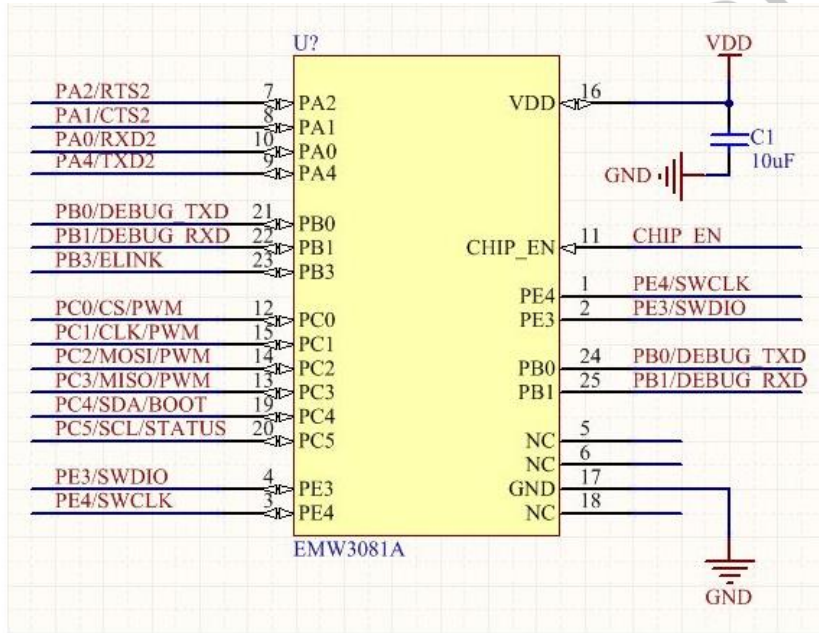 U?
VDD
PA2/RTS2 7 PA2 VDD 16
PA1/CTS2 8 PA1
PA0/RXD2 10 PA0
PA4/TXD2 9 PA4
C1
10uF
GND
PB0/DEBUG_TXD 21 PB0
PB1/DEBUG_RXD 22 PB1 CHIP_EN 11 CHIP_EN
PB3/ELINK 23 PB3
PE4 1 PE4/SWCLK
PC0/CS/PWM 12 PC0 PE3 2 PE3/SWDIO
PC1/CLK/PWM 15 PC1
PC2/MOSI/PWM 14 PC2 PB0 24 PB0/DEBUG_TXD
PC3/MISO/PWM 13 PC3 PB1 25 PB1/DEBUG_RXD
PC4/SDA/BOOT 19 PC4
PC5/SCL/STATUS 20 PC5 NC 5
NC 6
PE3/SWDIO 4 PE3 GND 17
PE4/SWCLK 3 PE4 NC 18
EMW3081A
GND